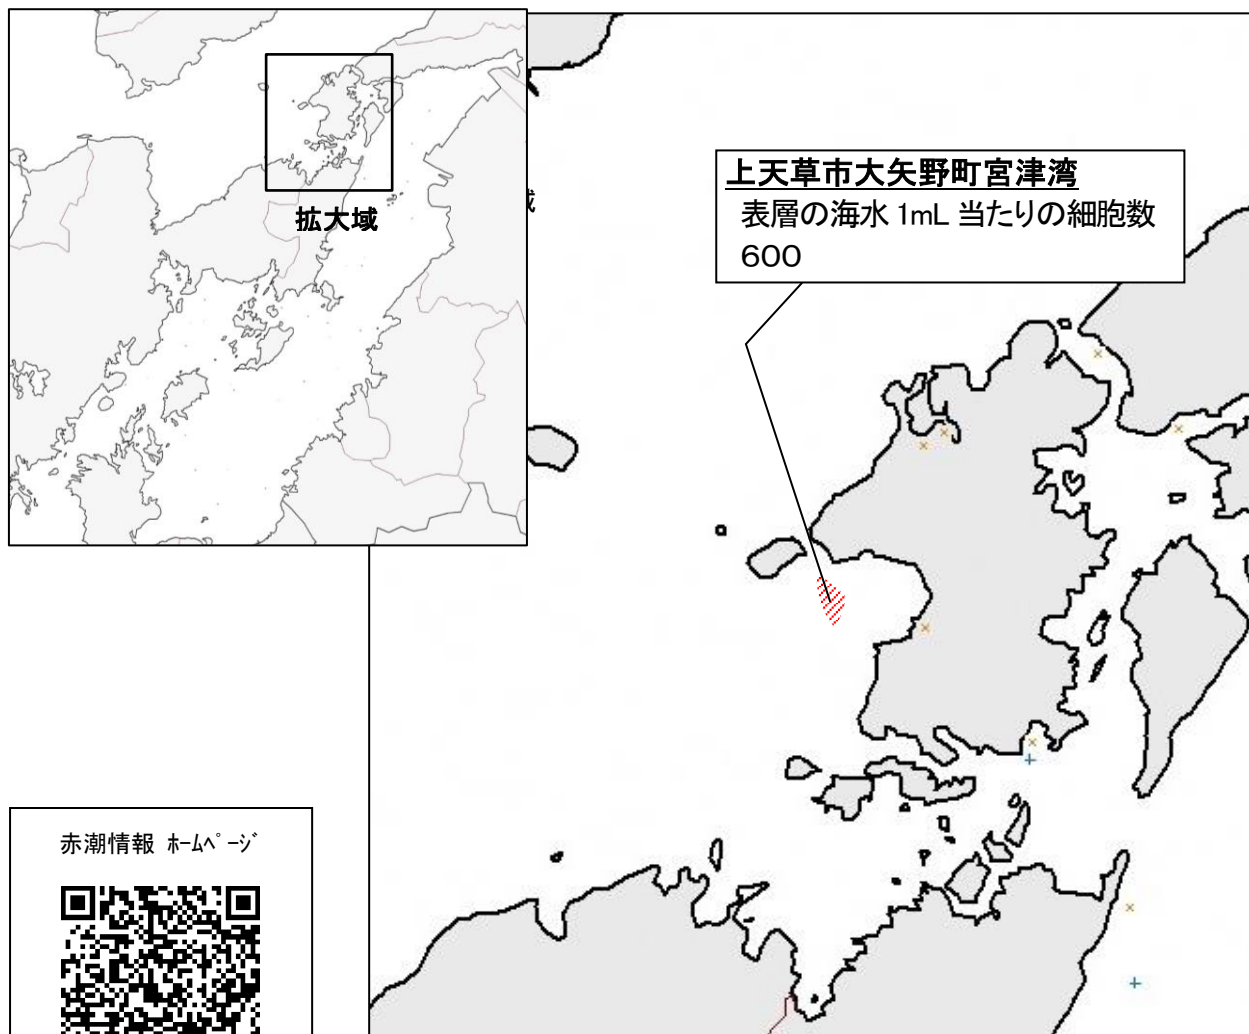 拡大域
域
上天草市大矢野町宮津湾
表層の海水 1mL 当たりの細胞数
600
赤潮情報 ﾎｰﾑﾍﾟｰｼﾞ